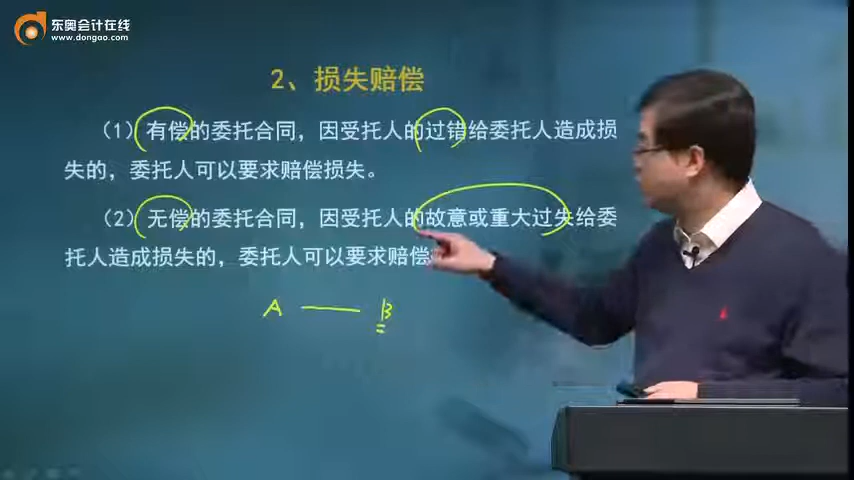 东奥会计在线
www.dongao.com
2、损失赔偿
（1）有偿的委托合同，因受托人的过错给委托人造成损
失的，委托人可以要求赔偿损失。
（2）无偿的委托合同，因受托人的故意或重大过失给委
托人造成损失的，委托人可以要求赔偿
A — B